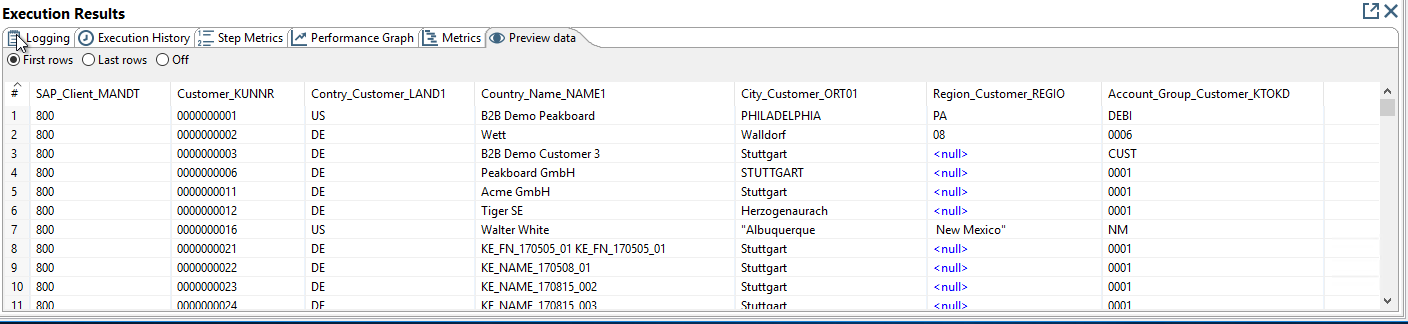 Execution Results
Logging Execution History Step Metrics Performance Graph Metrics Preview data
First rows Last rows Off
# SAP_Client_MANDT Customer_KUNNR Contry_Customer_LAND1 Country_Name_NAME1 City_Customer_ORT01 Region_Customer_REGIO Account_Group_Customer_KTOKD
1 800 0000000001 US B2B Demo Peakboard PHILADELPHIA PA DEBI
2 800 0000000002 DE Wett Walldorf 08 0006
3 800 0000000003 DE B2B Demo Customer 3 Stuttgart <null> CUST
4 800 0000000006 DE Peakboard GmbH STUTTGART <null> 0001
5 800 0000000011 DE Acme GmbH Stuttgart <null> 0001
6 800 0000000012 DE Tiger SE Herzogenaurach <null> 0001
7 800 0000000016 US Walter White "Albuquerque New Mexico" NM
8 800 0000000021 DE KE_FN_170505_01 KE_FN_170505_01 Stuttgart <null> 0001
9 800 0000000022 DE KE_NAME_170508_01 Stuttgart <null> 0001
10 800 0000000023 DE KE_NAME_170815_002 Stuttgart <null> 0001
11 800 0000000024 DE KE_NAME_170815_003 Stuttgart <null> 0001